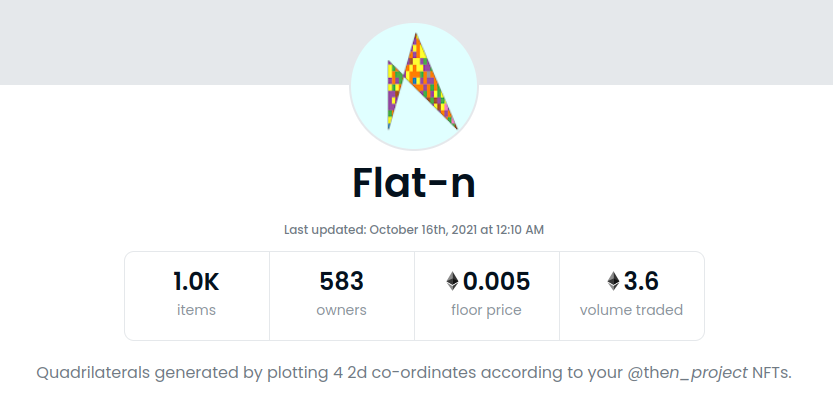 Flat-n
Last updated: October 16th, 2021 at 12:10 AM
1.0K 583 0.005 3.6
items owners floor price volume traded
Quadrilaterals generated by plotting 4 2d co-ordinates according to your @then_project NFTs.